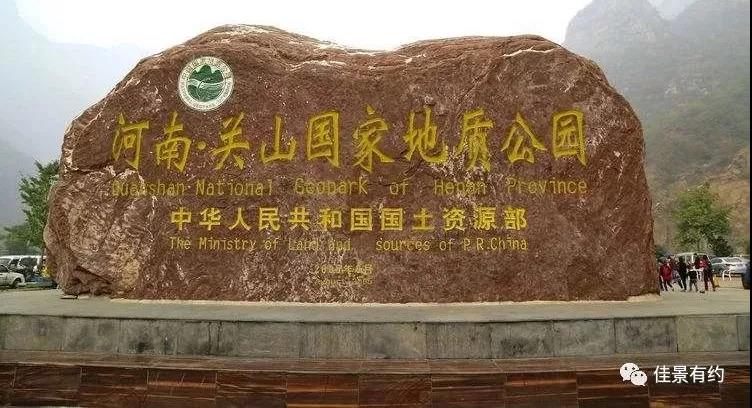 河南·关山国家地质公园
Guanshan National Geopark of Henan Province
中华人民共和国国土资源部
The Ministry of Land and sources of P.R.China
佳景有约